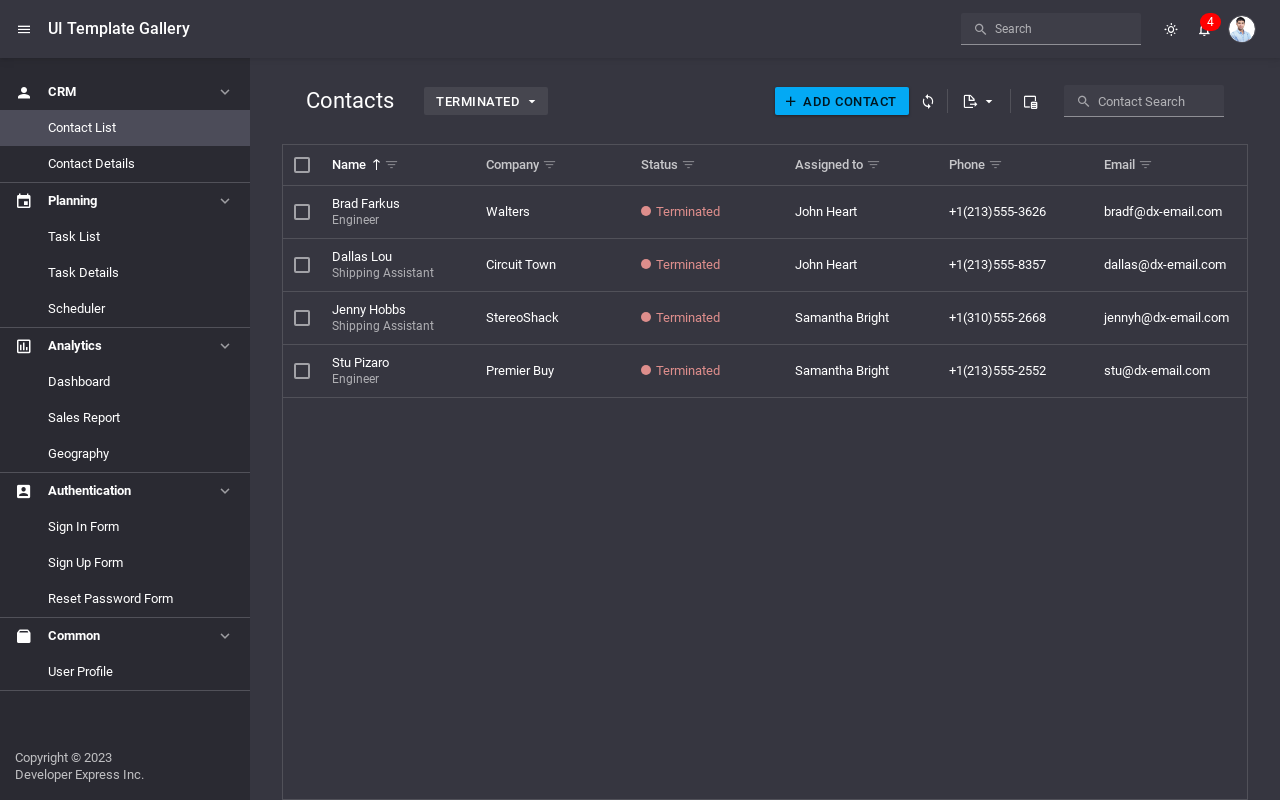 UI Template Gallery
Search
4
CRM
Contact List
Contact Details
Planning
Task List
Task Details
Scheduler
Analytics
Dashboard
Sales Report
Geography
Authentication
Sign In Form
Sign Up Form
Reset Password Form
Common
User Profile
Copyright © 2023
Developer Express Inc.
Contacts
TERMINATED
ADD CONTACT
Contact Search
Name Company Status Assigned to Phone Email
Brad Farkus
Engineer
Walters Terminated John Heart +1(213)555-3626 bradf@dx-email.com
Dallas Lou
Shipping Assistant
Circuit Town Terminated John Heart +1(213)555-8357 dallas@dx-email.com
Jenny Hobbs
Shipping Assistant
StereoShack Terminated Samantha Bright +1(310)555-2668 jennyh@dx-email.com
Stu Pizaro
Engineer
Premier Buy Terminated Samantha Bright +1(213)555-2552 stu@dx-email.com